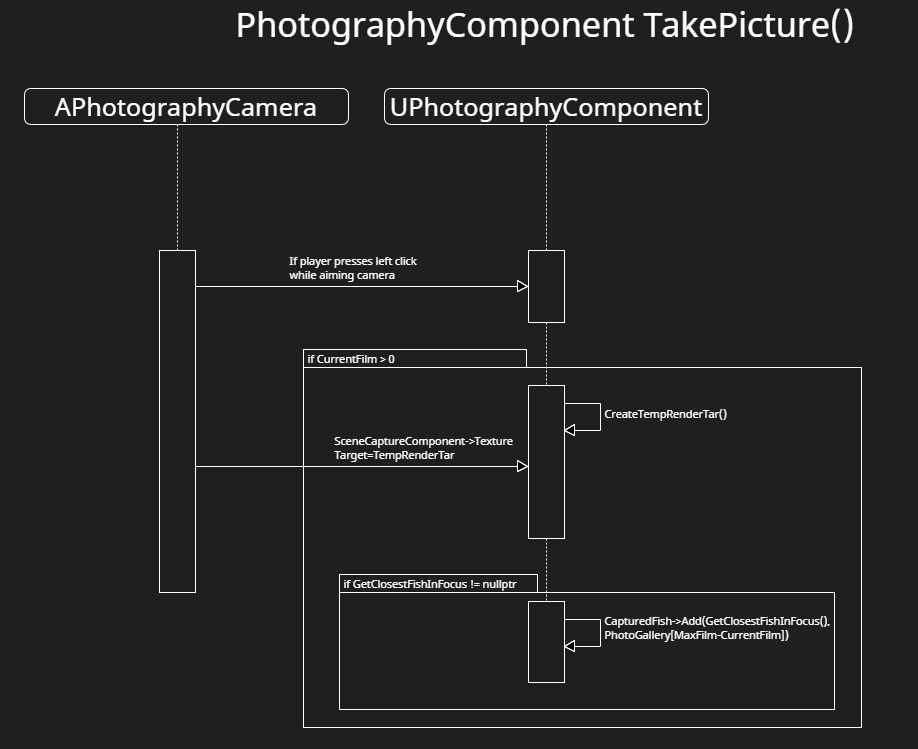 PhotographyComponent TakePicture()
APhotographyCamera
UPhotographyComponent
If player presses left click
while aiming camera
if CurrentFilm > 0
CreateTempRenderTar()
SceneCaptureComponent->Texture
Target=TempRenderTar
if GetClosestFishInFocus != nullptr
CapturedFish->Add(GetClosestFishInFocus(),
PhotoGallery[MaxFilm-CurrentFilm])